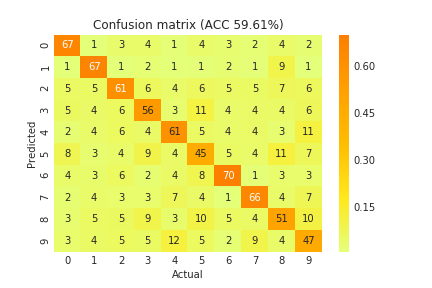 Confusion matrix (ACC 59.61%)
0 67 1 3 4 1 4 3 2 4 2
1 1 67 1 2 1 1 2 1 9 1
2 5 5 61 6 4 6 5 5 7 6
3 5 4 6 56 3 11 4 4 4 6
4 2 4 6 4 61 5 4 4 3 11
5 8 3 4 9 4 45 5 4 11 7
6 4 3 6 2 4 8 70 1 3 3
7 2 4 3 3 7 4 1 66 4 7
8 3 5 5 9 3 10 5 4 51 10
9 3 4 5 5 12 5 2 9 4 47
0 1 2 3 4 5 6 7 8 9
Actual
Predicted
0.60
0.45
0.30
0.15